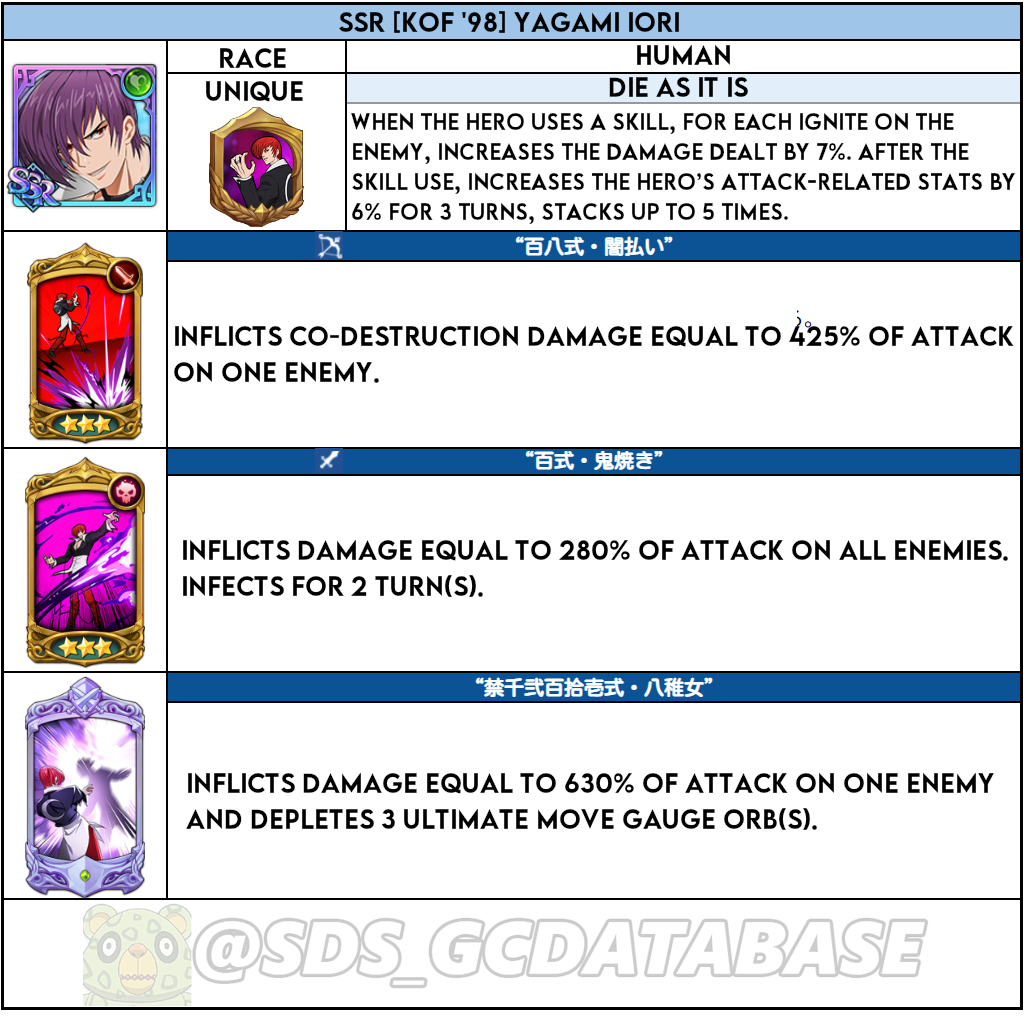 SSR [KOF '98] YAGAMI IORI
RACE
HUMAN
UNIQUE
DIE AS IT IS
WHEN THE HERO USES A SKILL, FOR EACH IGNITE ON THE
ENEMY, INCREASES THE DAMAGE DEALT BY 7%. AFTER THE
SKILL USE, INCREASES THE HERO'S ATTACK-RELATED STATS BY
6% FOR 3 TURNS, STACKS UP TO 5 TIMES.
SSR
“百八式・闇払い”
INFLICTS CO-DESTRUCTION DAMAGE EQUAL TO 425% OF ATTACK
ON ONE ENEMY.
“百式・鬼焼き”
INFLICTS DAMAGE EQUAL TO 280% OF ATTACK ON ALL ENEMIES.
INFECTS FOR 2 TURN(S).
“禁千弐百拾壱式・八稚女”
INFLICTS DAMAGE EQUAL TO 630% OF ATTACK ON ONE ENEMY
AND DEPLETES 3 ULTIMATE MOVE GAUGE ORB(S).
@SDS_GCDATABASE